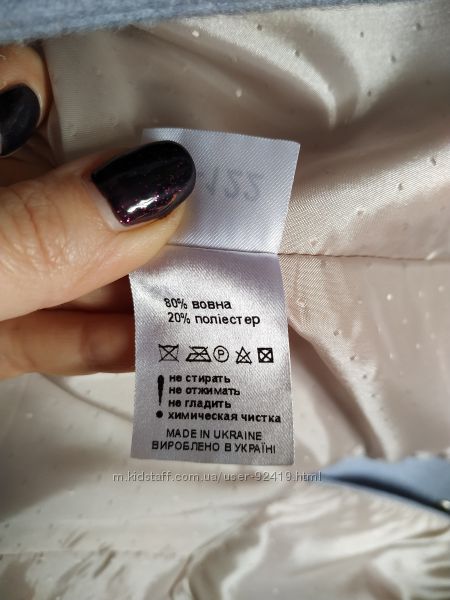 122
80% вовна
20% поліестер
не стирать
не отжимать
не гладить
химическая чистка
MADE IN UKRAINE
ВИРОБЛЕНО В УКРАЇНІ
m.kidstaff.com.ua/user-92419.html